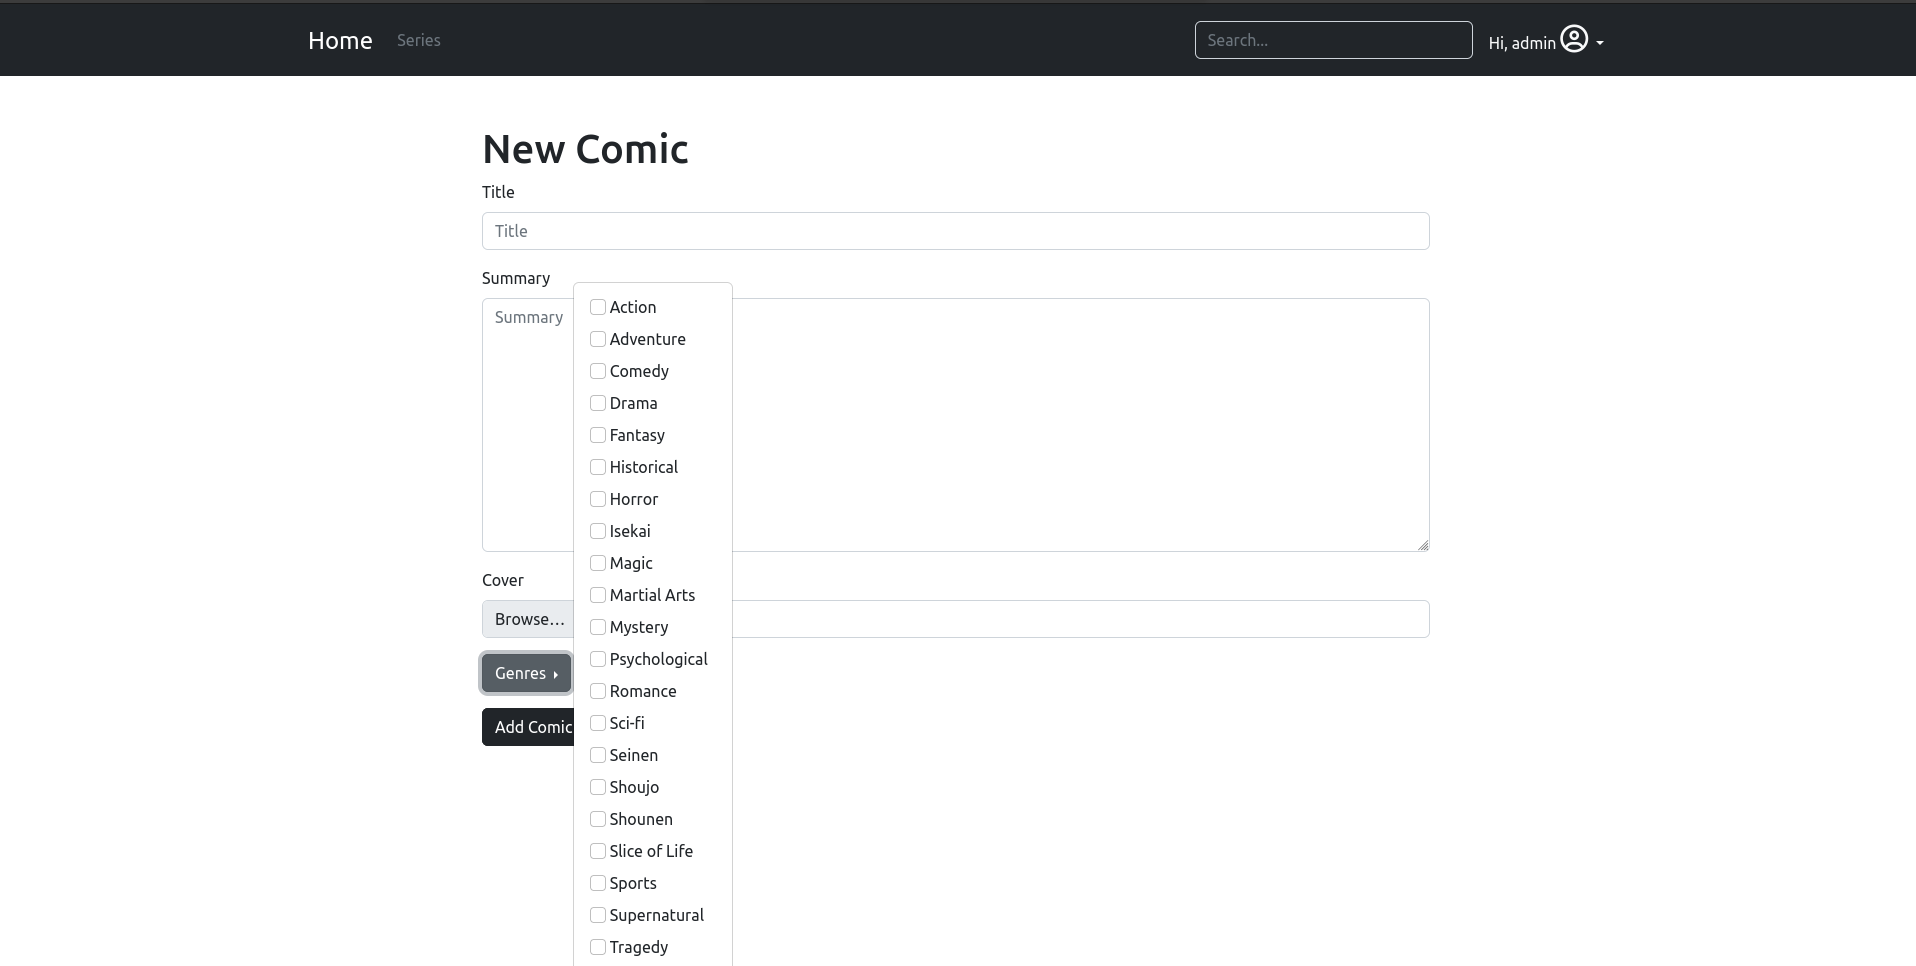 Home Series Search... Hi, admin
New Comic
Title
Title
Summary
Summary
Action
Adventure
Comedy
Drama
Fantasy
Historical
Horror
Isekai
Magic
Martial Arts
Mystery
Psychological
Romance
Sci-fi
Seinen
Shoujo
Shounen
Slice of Life
Sports
Supernatural
Tragedy
Cover
Browse...
Genres
Add Comic